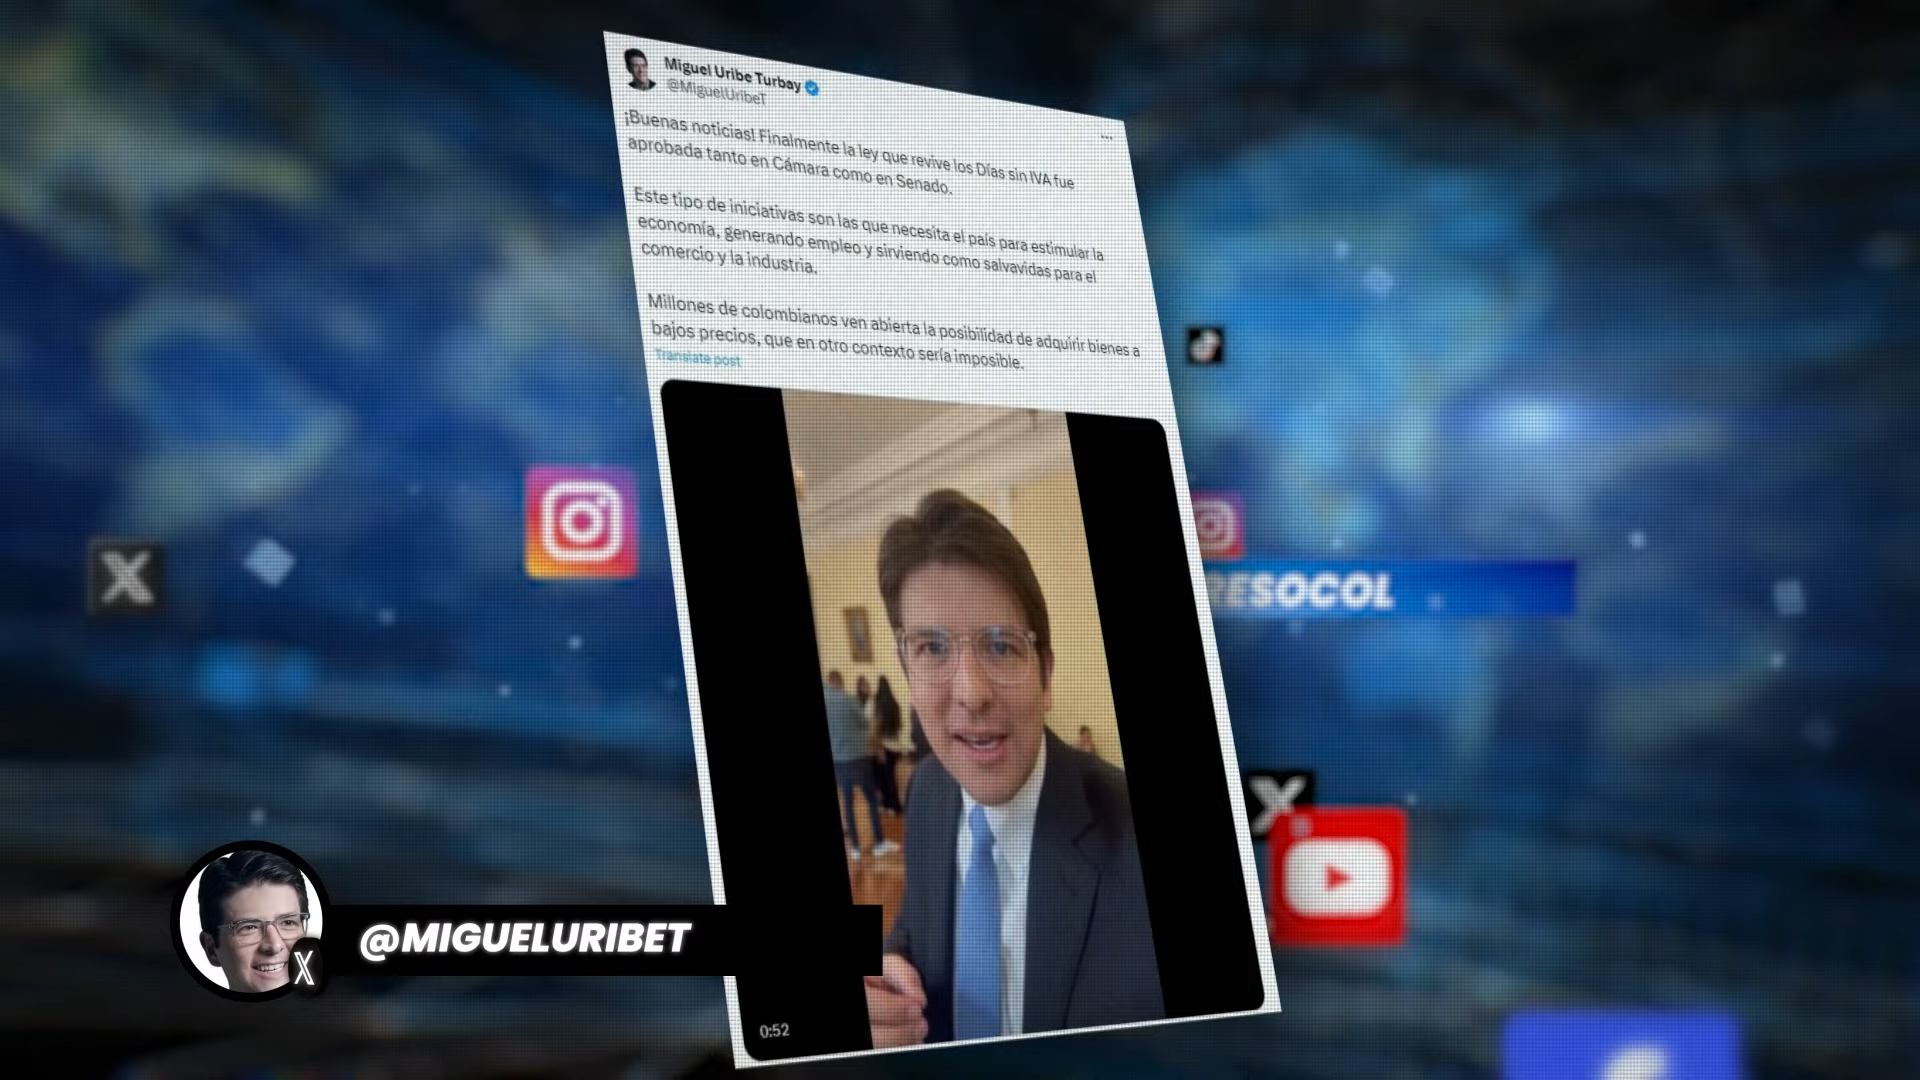 Miguel Uribe Turbay
@MiguelUribeT
¡Buenas noticias! Finalmente la ley que revive los Días sin IVA fue
aprobada tanto en Cámara como en Senado.
Este tipo de iniciativas son las que necesita el país para estimular la
economía, generando empleo y sirviendo como salvavidas para el
comercio y la industria.
Millones de colombianos ven abierta la posibilidad de adquirir bienes a
bajos precios, que en otro contexto sería imposible.
Translate post
0:52
RESOCOL
@MIGUELURIBET